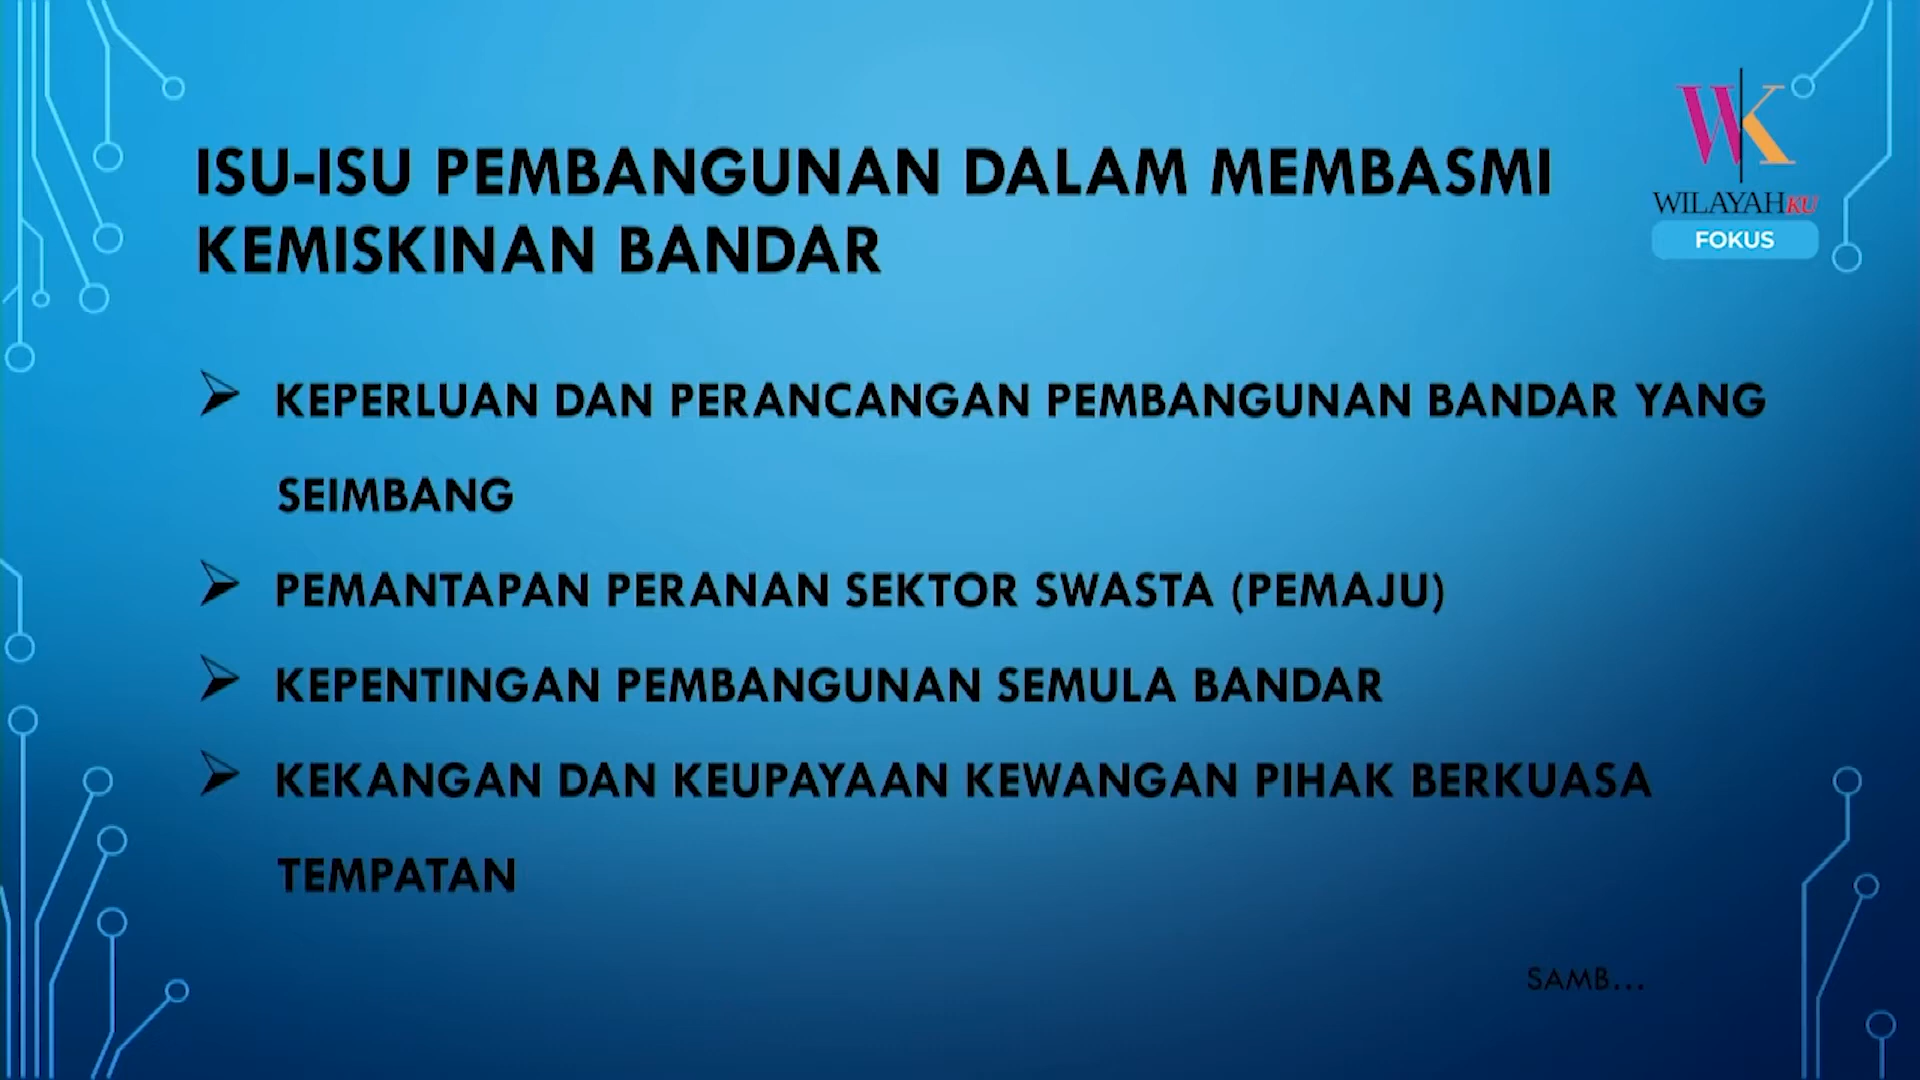 WK
WILAYAHKU
FOKUS
ISU-ISU PEMBANGUNAN DALAM MEMBASMI
KEMISKINAN BANDAR
KEPERLUAN DAN PERANCANGAN PEMBANGUNAN BANDAR YANG
SEIMBANG
PEMANTAPAN PERANAN SEKTOR SWASTA (PEMAJU)
KEPENTINGAN PEMBANGUNAN SEMULA BANDAR
KEKANGAN DAN KEUPAYAAN KEWANGAN PIHAK BERKUASA
TEMPATAN
SAMB...